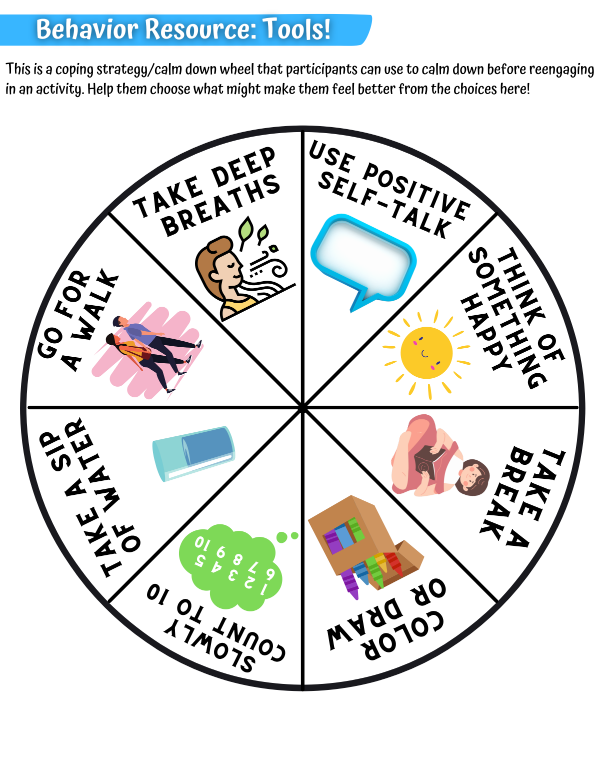 Behavior Resource: Tools!
This is a coping strategy/calm down wheel that participants can use to calm down before reengaging
in an activity. Help them choose what might make them feel better from the choices here!
TAKE DEEP
BREATHS
USE POSITIVE
SELF-TALK
THINK OF
SOMETHING
HAPPY
TAKE A
BREAK
COLOR
OR DRAW
SLOWLY
COUNT TO 10
1 2 3 4 5
6 7 8 9 10
TAKE A SIP
OF WATER
GO FOR
A WALK